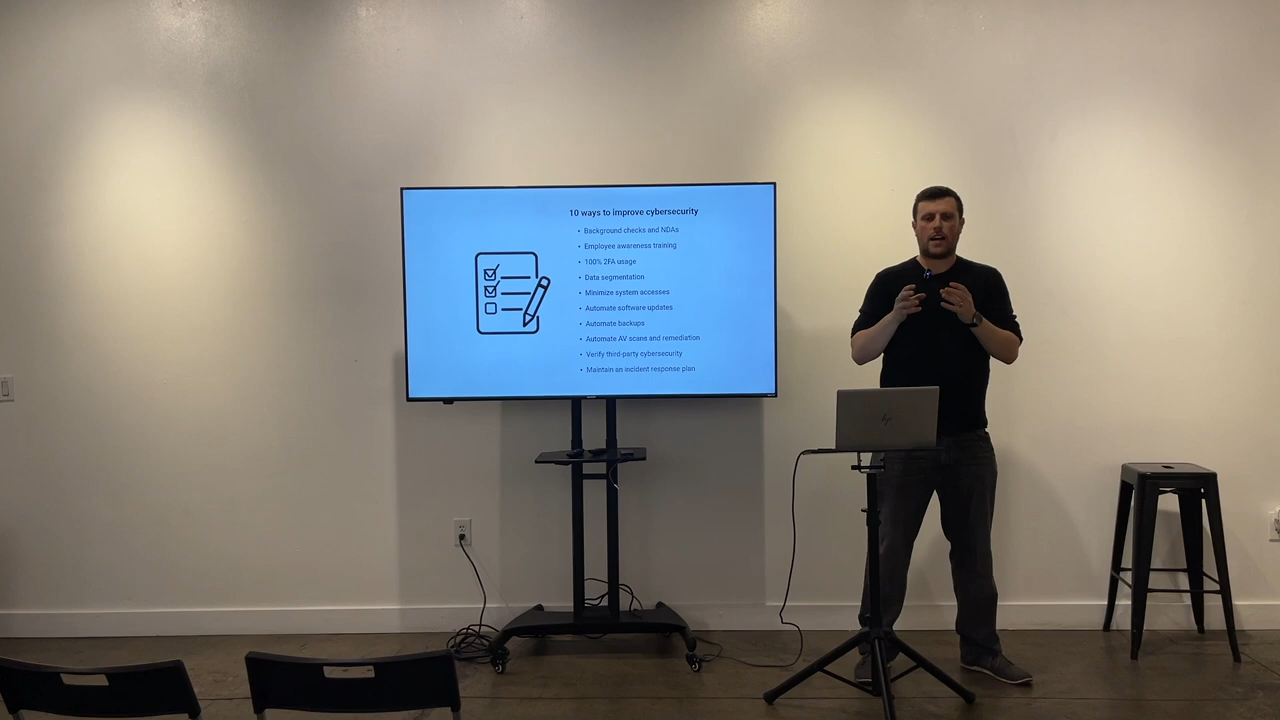 10 ways to improve cybersecurity
• Background checks and NDAs
• Employee awareness training
• 100% 2FA usage
• Data segmentation
• Minimize system accesses
• Automate software updates
• Automate backups
• Automate AV scans and remediation
• Verify third-party cybersecurity
• Maintain an incident response plan
hp